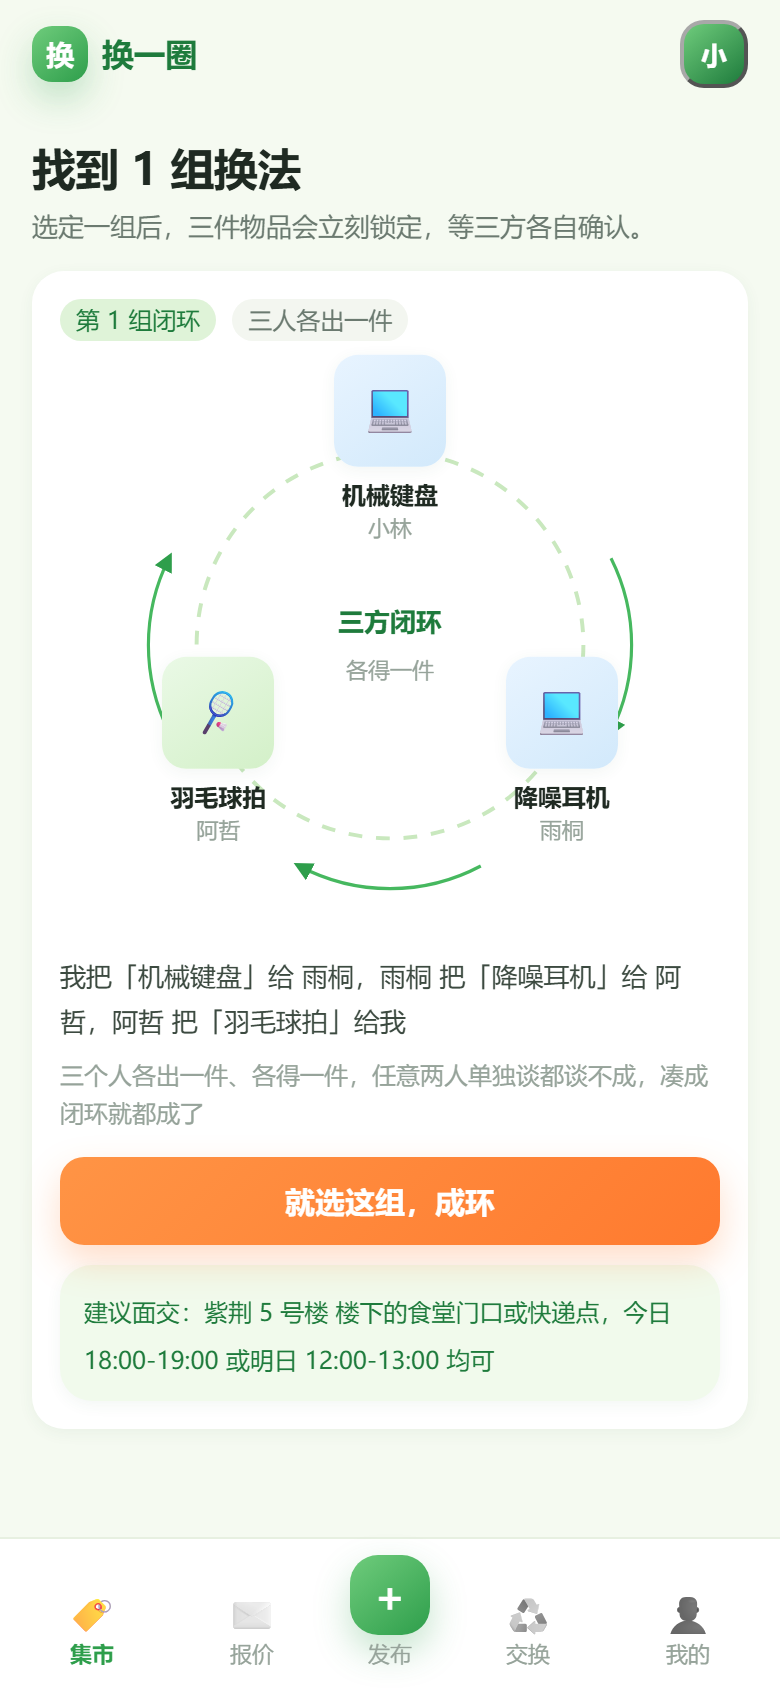 换 换一圈
小
找到 1 组换法
选定一组后，三件物品会立刻锁定，等三方各自确认。
第 1 组闭环 三人各出一件
机械键盘
小林
三方闭环
各得一件
羽毛球拍
阿哲
降噪耳机
雨桐
我把「机械键盘」给 雨桐，雨桐 把「降噪耳机」给 阿
哲，阿哲 把「羽毛球拍」给我
三个人各出一件、各得一件，任意两人单独谈都谈不成，凑成
闭环就都成了
就选这组，成环
建议面交：紫荆 5 号楼 楼下的食堂门口或快递点，今日
18:00-19:00 或明日 12:00-13:00 均可
+
集市 报价 发布 交换 我的